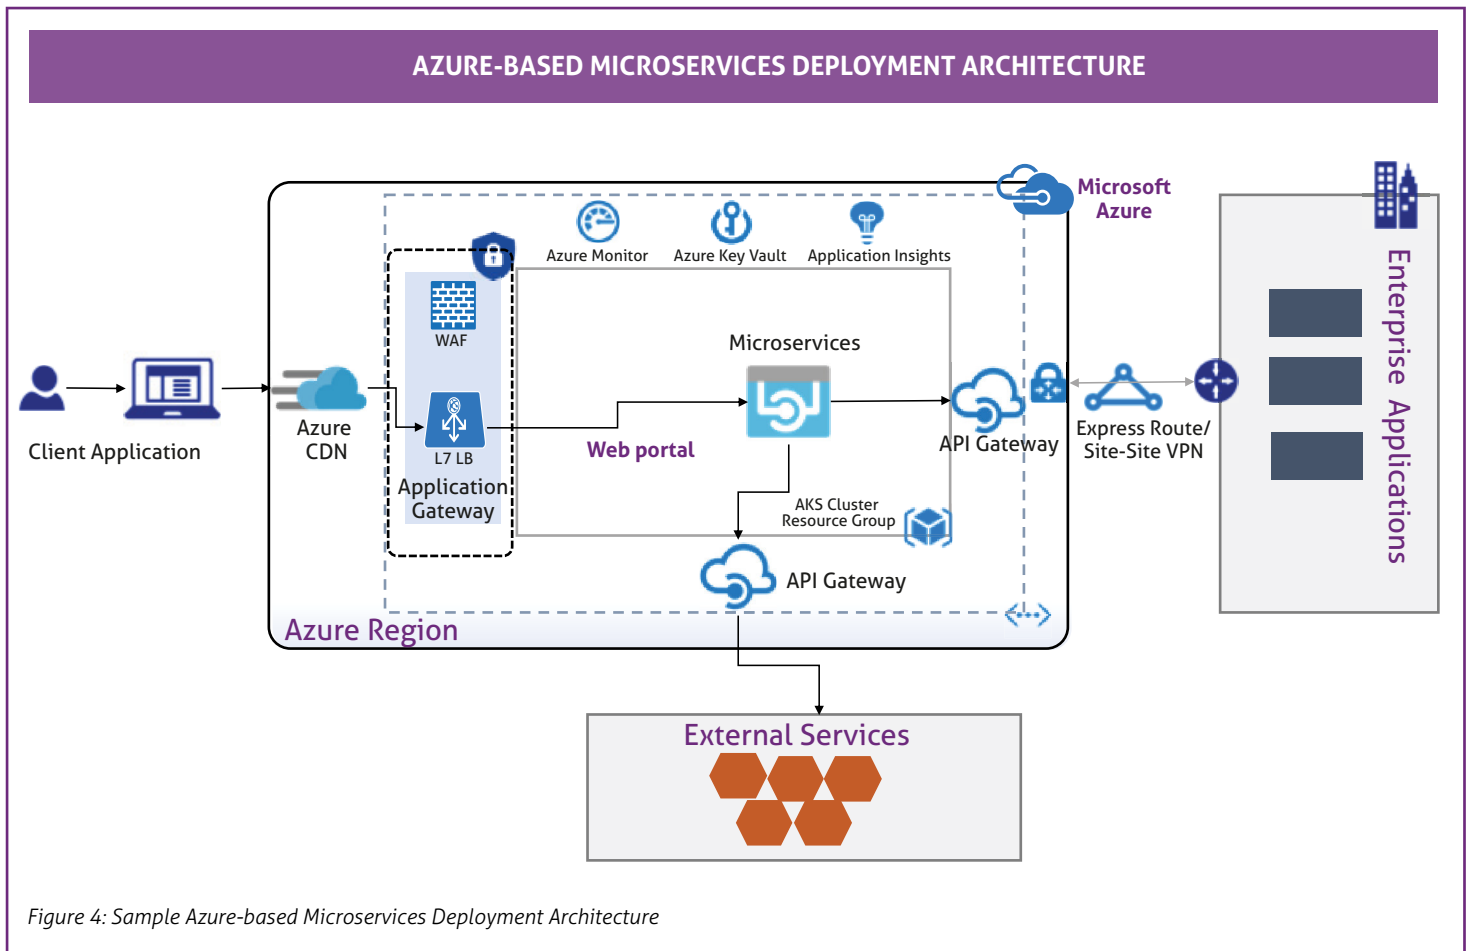 AZURE-BASED MICROSERVICES DEPLOYMENT ARCHITECTURE
Microsoft
Azure
Azure Monitor
Azure Key Vault
Application Insights
WAF
Microservices
Client Application
Azure
CDN
L7 LB
Application
Gateway
Web portal
API Gateway
Express Route/
Site-Site VPN
Enterprise Applications
AKS Cluster
Resource Group
API Gateway
Azure Region
External Services
Figure 4: Sample Azure-based Microservices Deployment Architecture